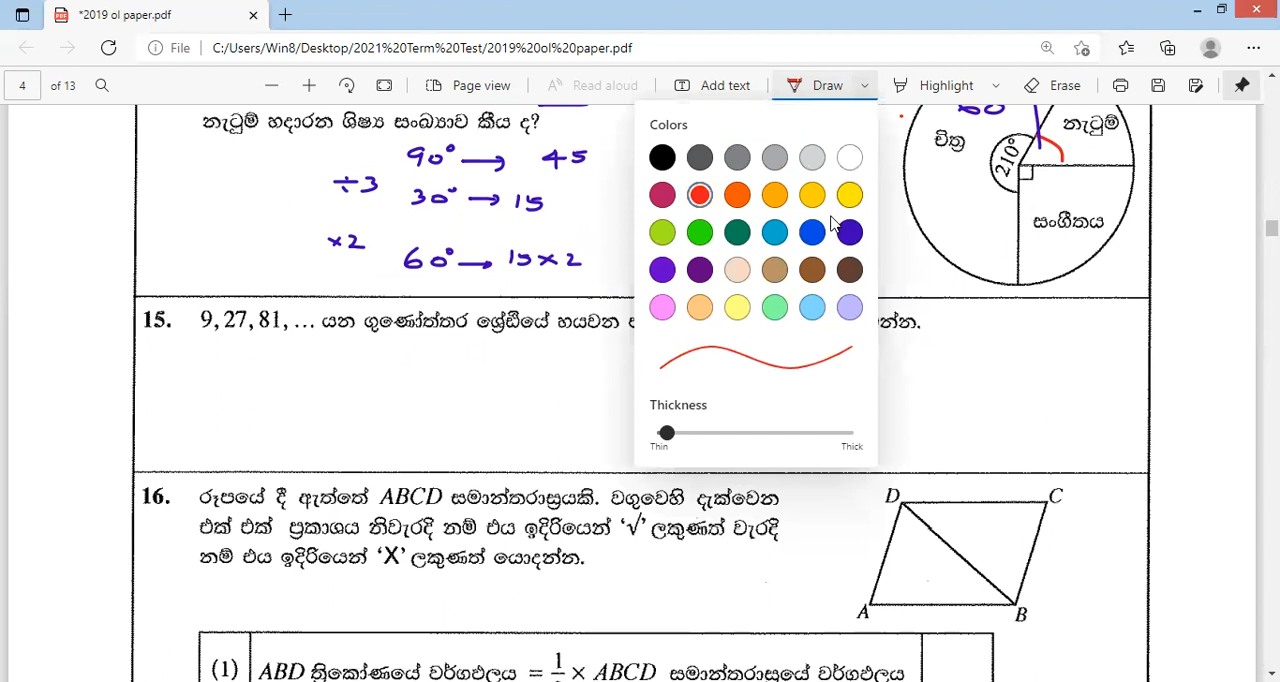 *2019 ol paper.pdf
File C:/Users/Win8/Desktop/2021%20Term%20Test/2019%20ol%20paper.pdf
4 of 13 Page view Read aloud Add text Draw Highlight Erase
නැටුම් හදාරන ශිෂ්‍ය සංඛ්‍යාව කීය ද?
90° → 45
÷3 30° → 15
×2 60° → 15×2
60
චිත්‍ර
210°
නැටුම්
සංගීතය
Colors
Thickness
Thin Thick
15. 9, 27, 81, ... යන ගුණෝත්තර ශ්‍රේඪියේ හයවන
න්න.
16. රූපයේ දී ඇත්තේ ABCD සමාන්තරාස්‍රයකි. වගුවෙහි දැක්වෙන
එක් එක් ප්‍රකාශය නිවැරදි නම් එය ඉදිරියෙන් '√' ලකුණත් වැරදි
නම් එය ඉදිරියෙන් 'X' ලකුණත් යොදන්න.
D C
A B
(1) ABD ත්‍රිකෝණයේ වර්ගඵලය = 1/ × ABCD සමාන්තරාස්‍රයේ වර්ගඵලය